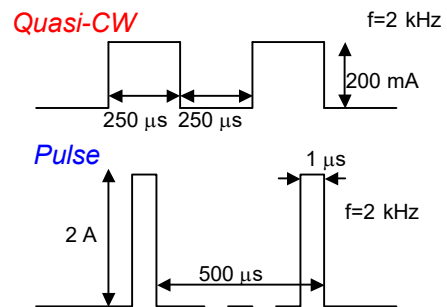 Quasi-CW
f=2 kHz
200 mA
250 μs 250 μs
Pulse
1 μs
2 A
f=2 kHz
500 μs